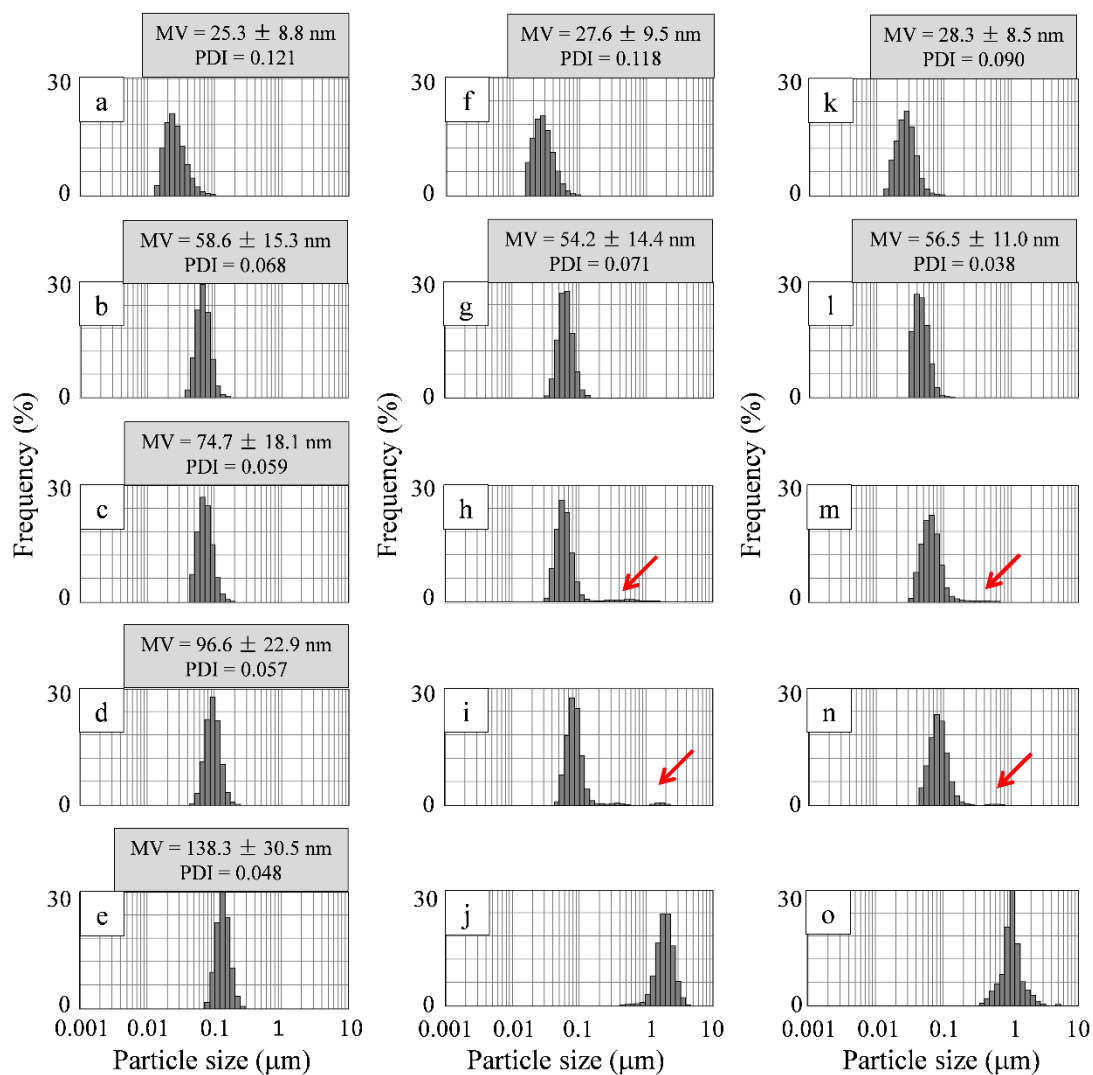 MV = 25.3 ± 8.8 nm
PDI = 0.121
MV = 27.6 ± 9.5 nm
PDI = 0.118
MV = 28.3 ± 8.5 nm
PDI = 0.090
30
a
0
30
f
0
30
k
0
MV = 58.6 ± 15.3 nm
PDI = 0.068
MV = 54.2 ± 14.4 nm
PDI = 0.071
MV = 56.5 ± 11.0 nm
PDI = 0.038
30
b
0
30
g
0
30
l
0
Frequency (%)
Frequency (%)
Frequency (%)
MV = 74.7 ± 18.1 nm
PDI = 0.059
30
c
0
30
h
0
30
m
0
MV = 96.6 ± 22.9 nm
PDI = 0.057
30
d
0
30
i
0
30
n
0
MV = 138.3 ± 30.5 nm
PDI = 0.048
30
e
0
30
j
0
30
o
0
0.001 0.01 0.1 1 10
0.001 0.01 0.1 1 10
0.001 0.01 0.1 1 10
Particle size (μm)
Particle size (μm)
Particle size (μm)